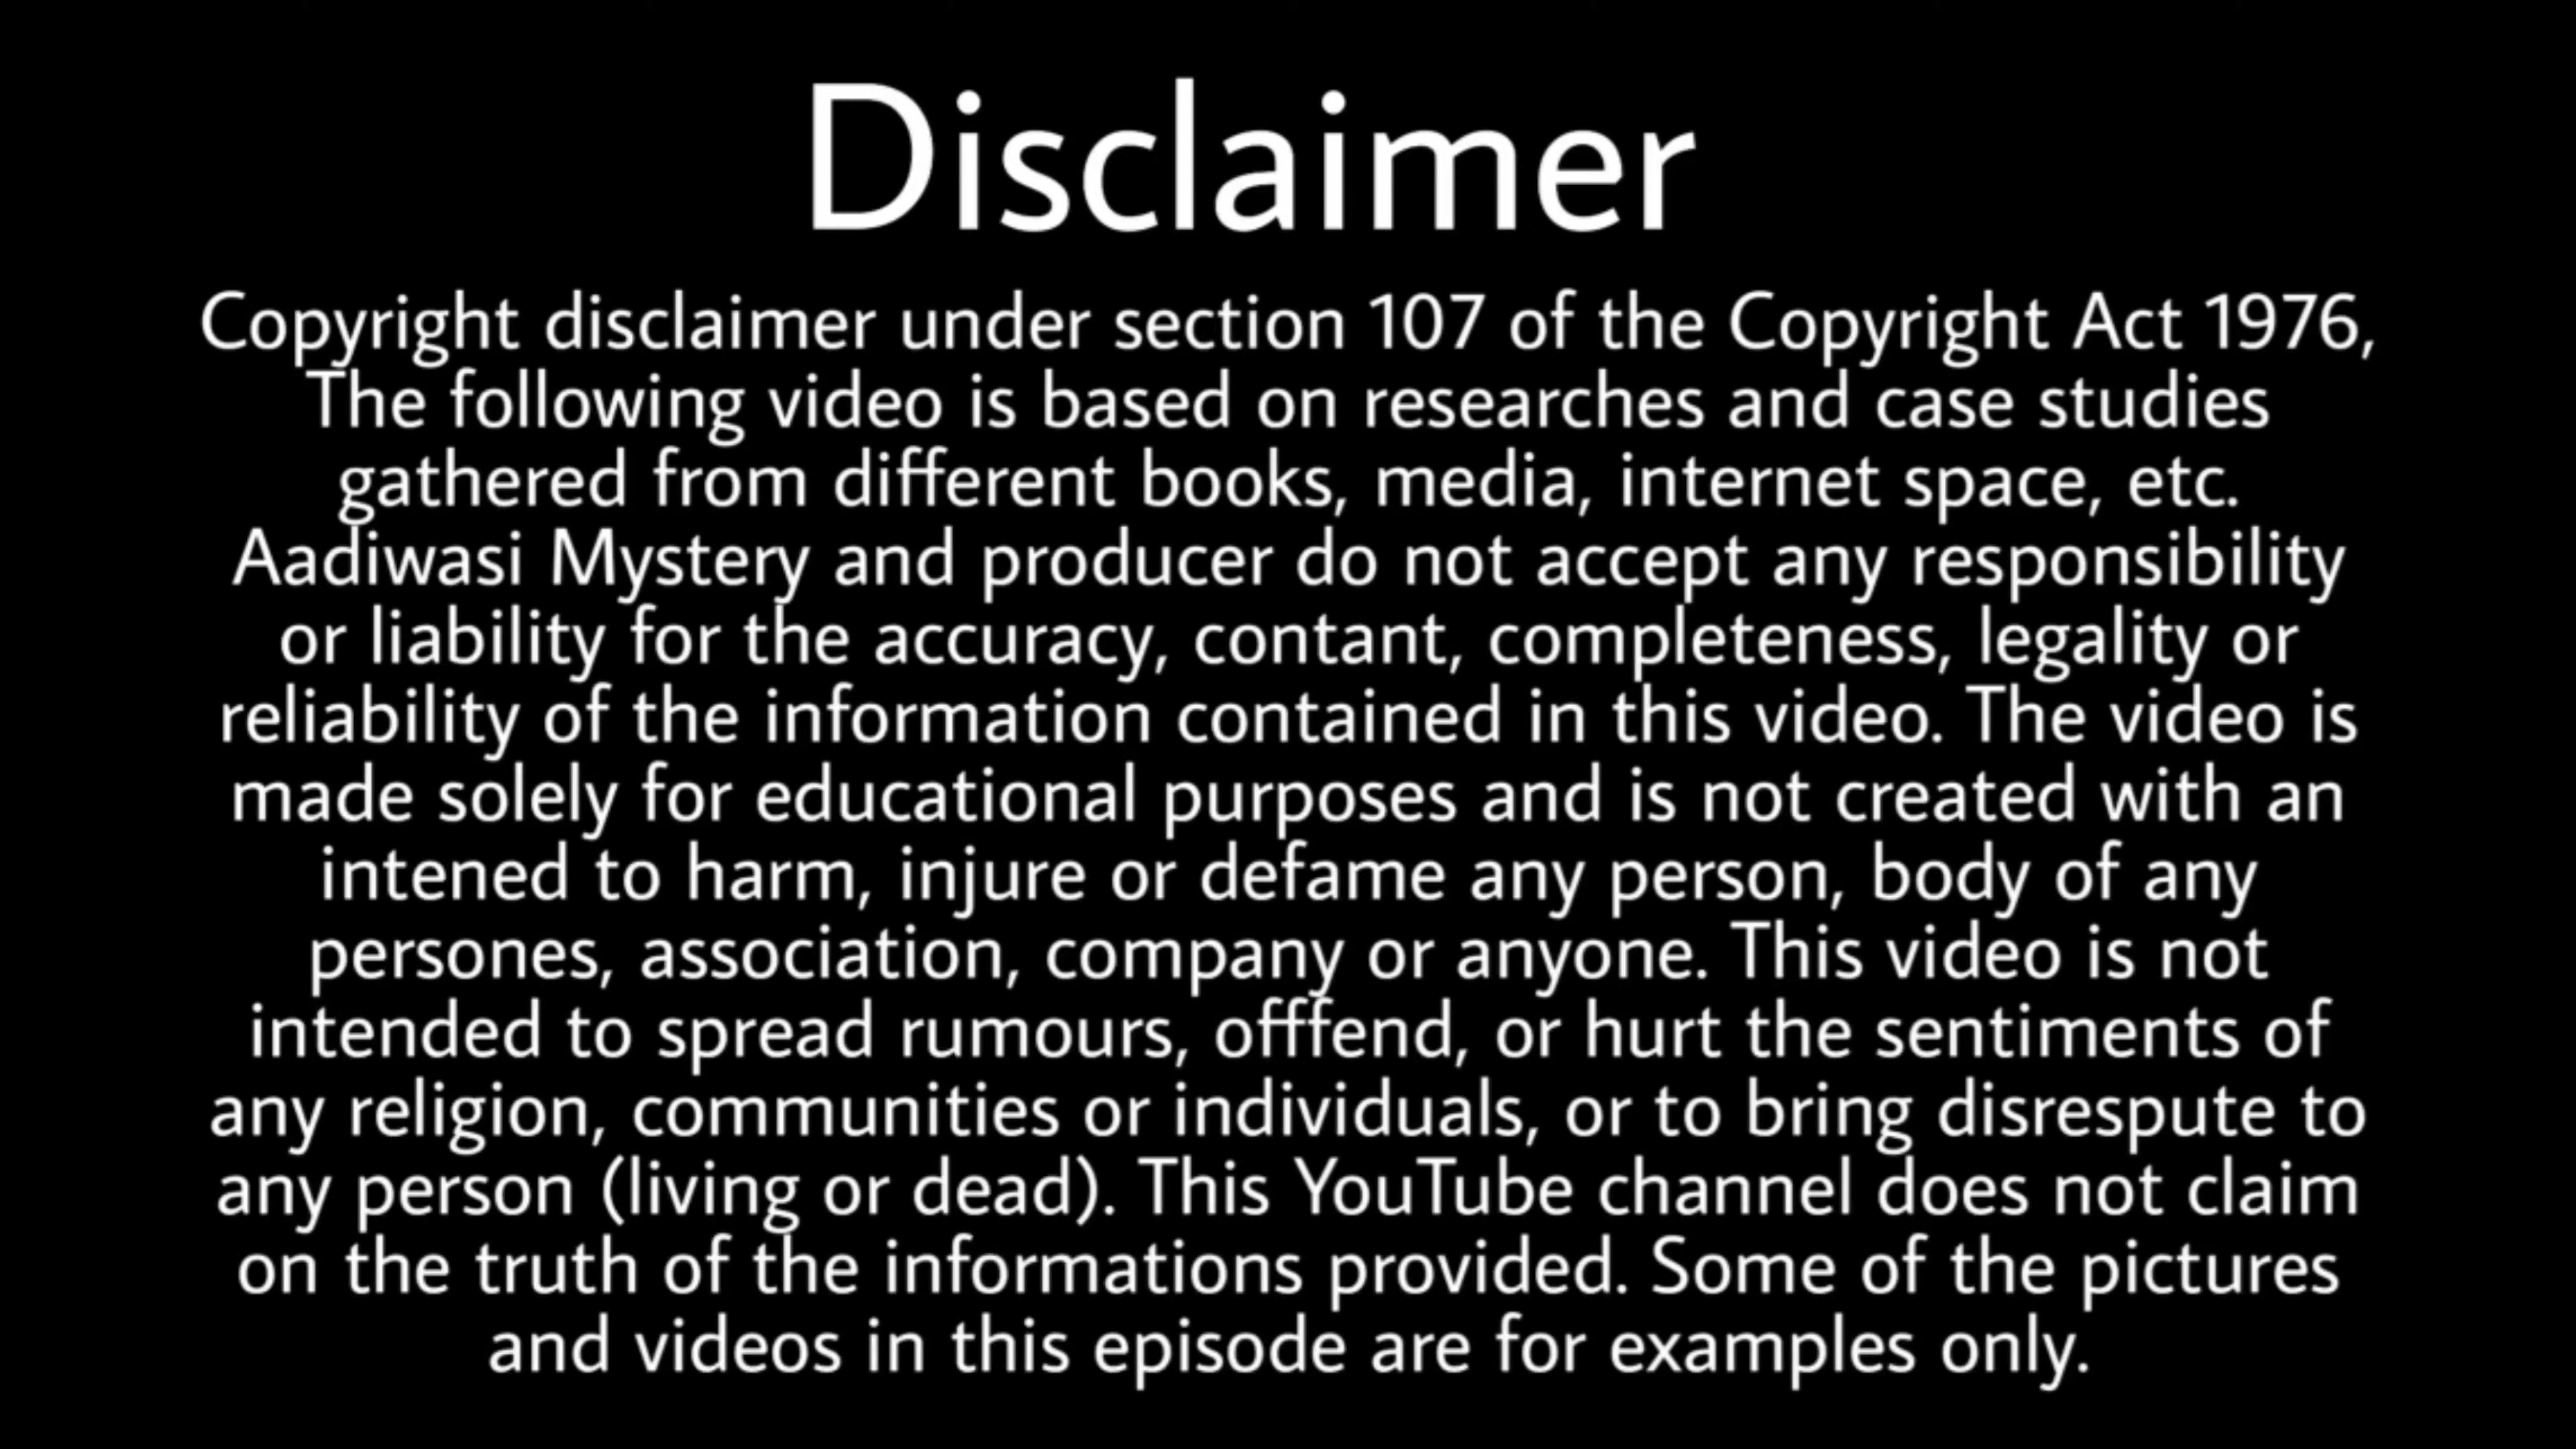 Disclaimer
Copyright disclaimer under section 107 of the Copyright Act 1976,
The following video is based on researches and case studies
gathered from different books, media, internet space, etc.
Aadiwasi Mystery and producer do not accept any responsibility
or liability for the accuracy, contant, completeness, legality or
reliability of the information contained in this video. The video is
made solely for educational purposes and is not created with an
intened to harm, injure or defame any person, body of any
persones, association, company or anyone. This video is not
intended to spread rumours, offfend, or hurt the sentiments of
any religion, communities or individuals, or to bring disrespute to
any person (living or dead). This YouTube channel does not claim
on the truth of the informations provided. Some of the pictures
and videos in this episode are for examples only.